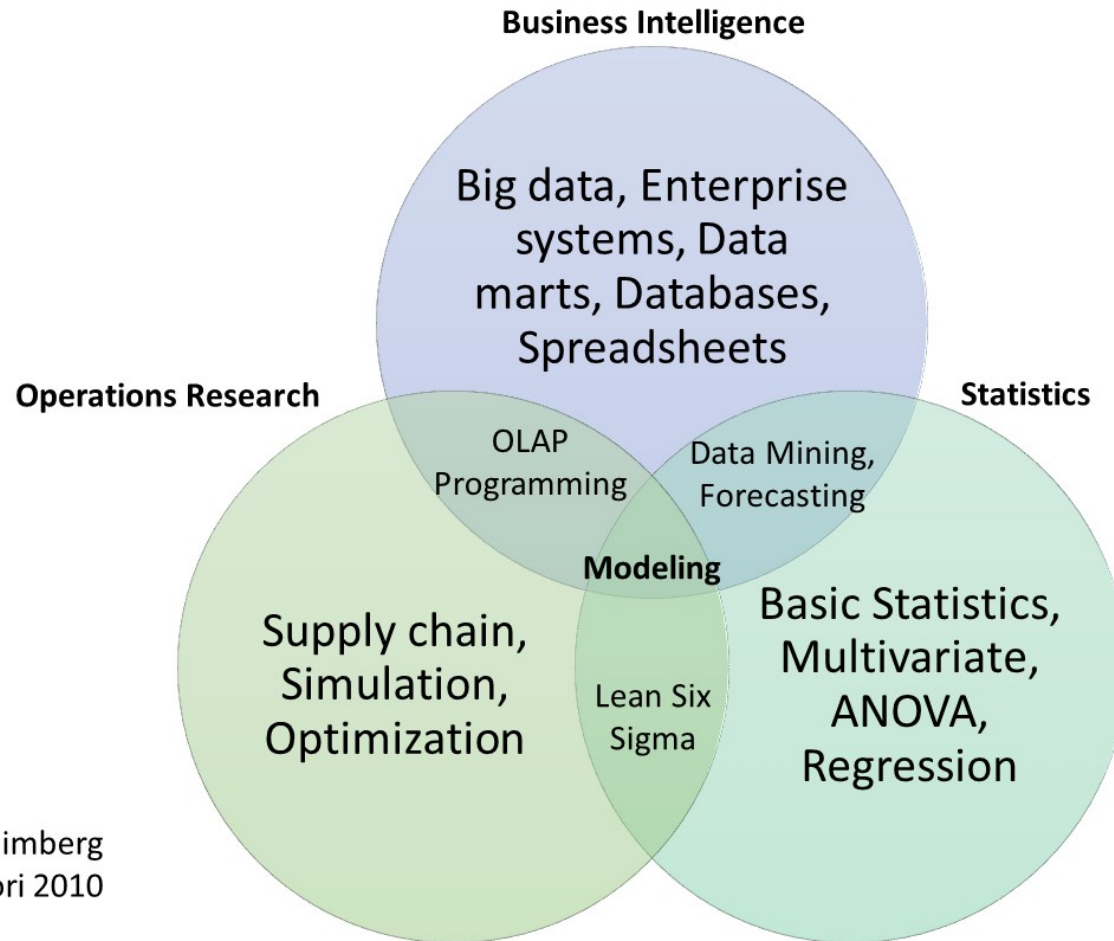 Business Intelligence
Big data, Enterprise
systems, Data
marts, Databases,
Spreadsheets
Operations Research
Statistics
OLAP
Programming
Data Mining,
Forecasting
Modeling
Supply chain,
Simulation,
Optimization
Lean Six
Sigma
Basic Statistics,
Multivariate,
ANOVA,
Regression
2010